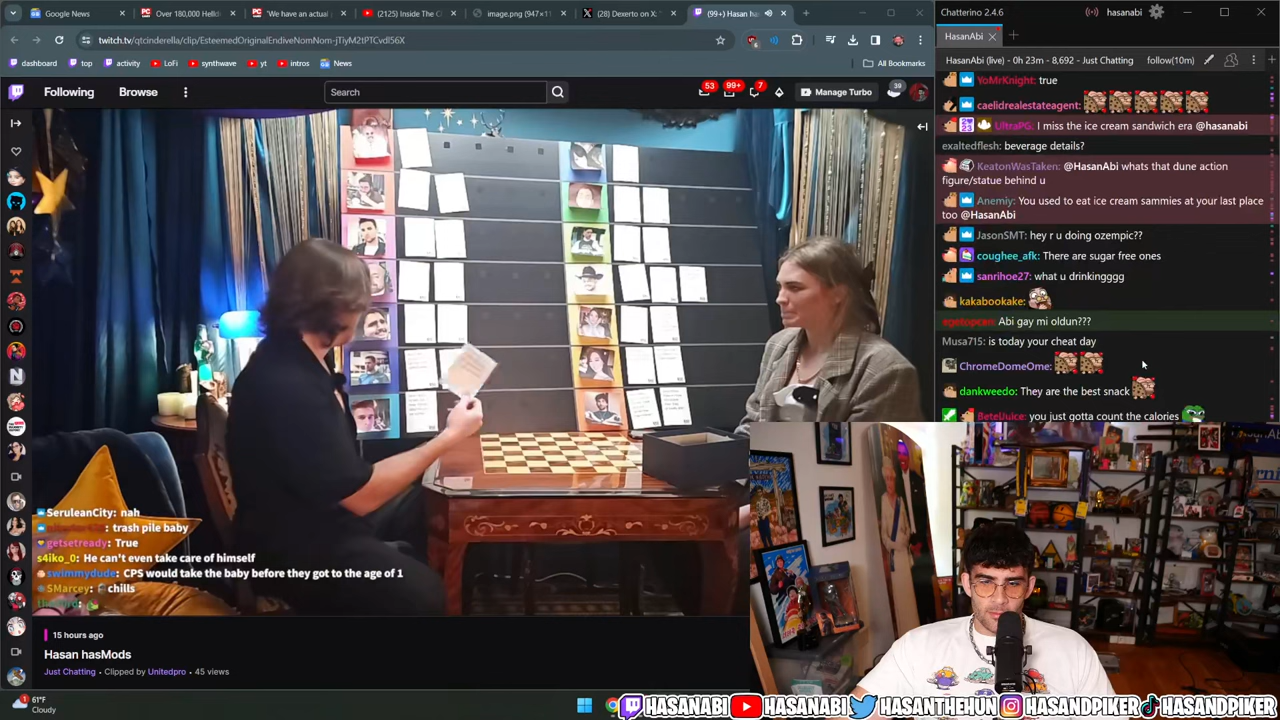 Google News
Over 180,000 Helldi
"We have an actual
(2125) Inside The C
image.png (947×11
(28) Dexerto on X:
(99+) Hasan has
twitch.tv/qtcinderella/clip/
dashboard
top
activity
LoFi
synthwave
yt
intros
News
All Bookmarks
Following
Browse
Search
53
99+
7
Manage Turbo
39
SeruleanCity: nah
trash pile baby
getsetready: True
s4iko_0: He can't even take care of himself
swimmydude: CPS would take the baby before they got to the age of 1
SMarcey: chills
15 hours ago
Hasan hasMods
Just Chatting • Clipped by Unitedpro • 45 views
61°F
Cloudy
Chatterino 2.4.6
hasanabi
HasanAbi
HasanAbi (live) - 0h 23m - 8,692 - Just Chatting
follow(10m)
YoMrKnight: true
caelidrealestateagent:
UltraPG: I miss the ice cream sandwich era @hasanabi
exaltedflesh: beverage details?
KeatonWasTaken: @HasanAbi whats that dune action
figure/statue behind u
Anemiy: You used to eat ice cream sammies at your last place
too @HasanAbi
JasonSMT: hey r u doing ozempic??
coughee_afk: There are sugar free ones
sanrihoe27: what u drinkingggg
kakabookake:
Abi gay mi oldun???
Musa715: is today your cheat day
ChromeDomeOme:
dankweedo: They are the best snack
BetelJuice: you just gotta count the calories
HASANABI
HASANABI
HASANTHEHUN
HASANDPIKER
HASANDPIKER